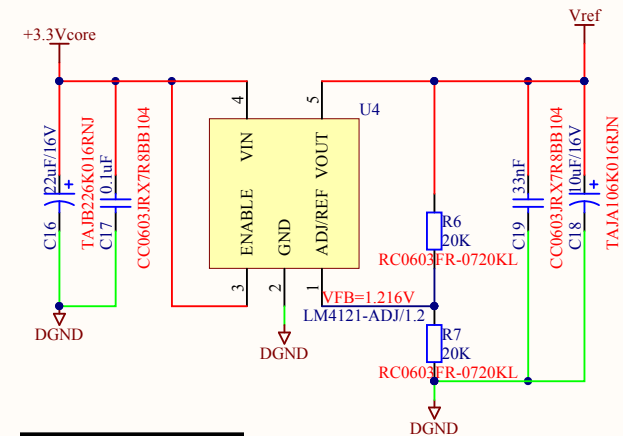 +3.3Vcore
Vref
4
5
U4
VIN
VOUT
ENABLE
GND
ADJ/REF
3
2
1
C16
22uF/16V
TAJB226K016RNJ
C17
0.1uF
CC0603JRX7R8BB104
R6
20K
RC0603FR-0720KL
C19
33nF
CC0603JRX7R8BB104
C18
10uF/16V
TAJA106K016RJN
VFB=1.216V
LM4121-ADJ/1.2
R7
20K
RC0603FR-0720KL
DGND
DGND
DGND